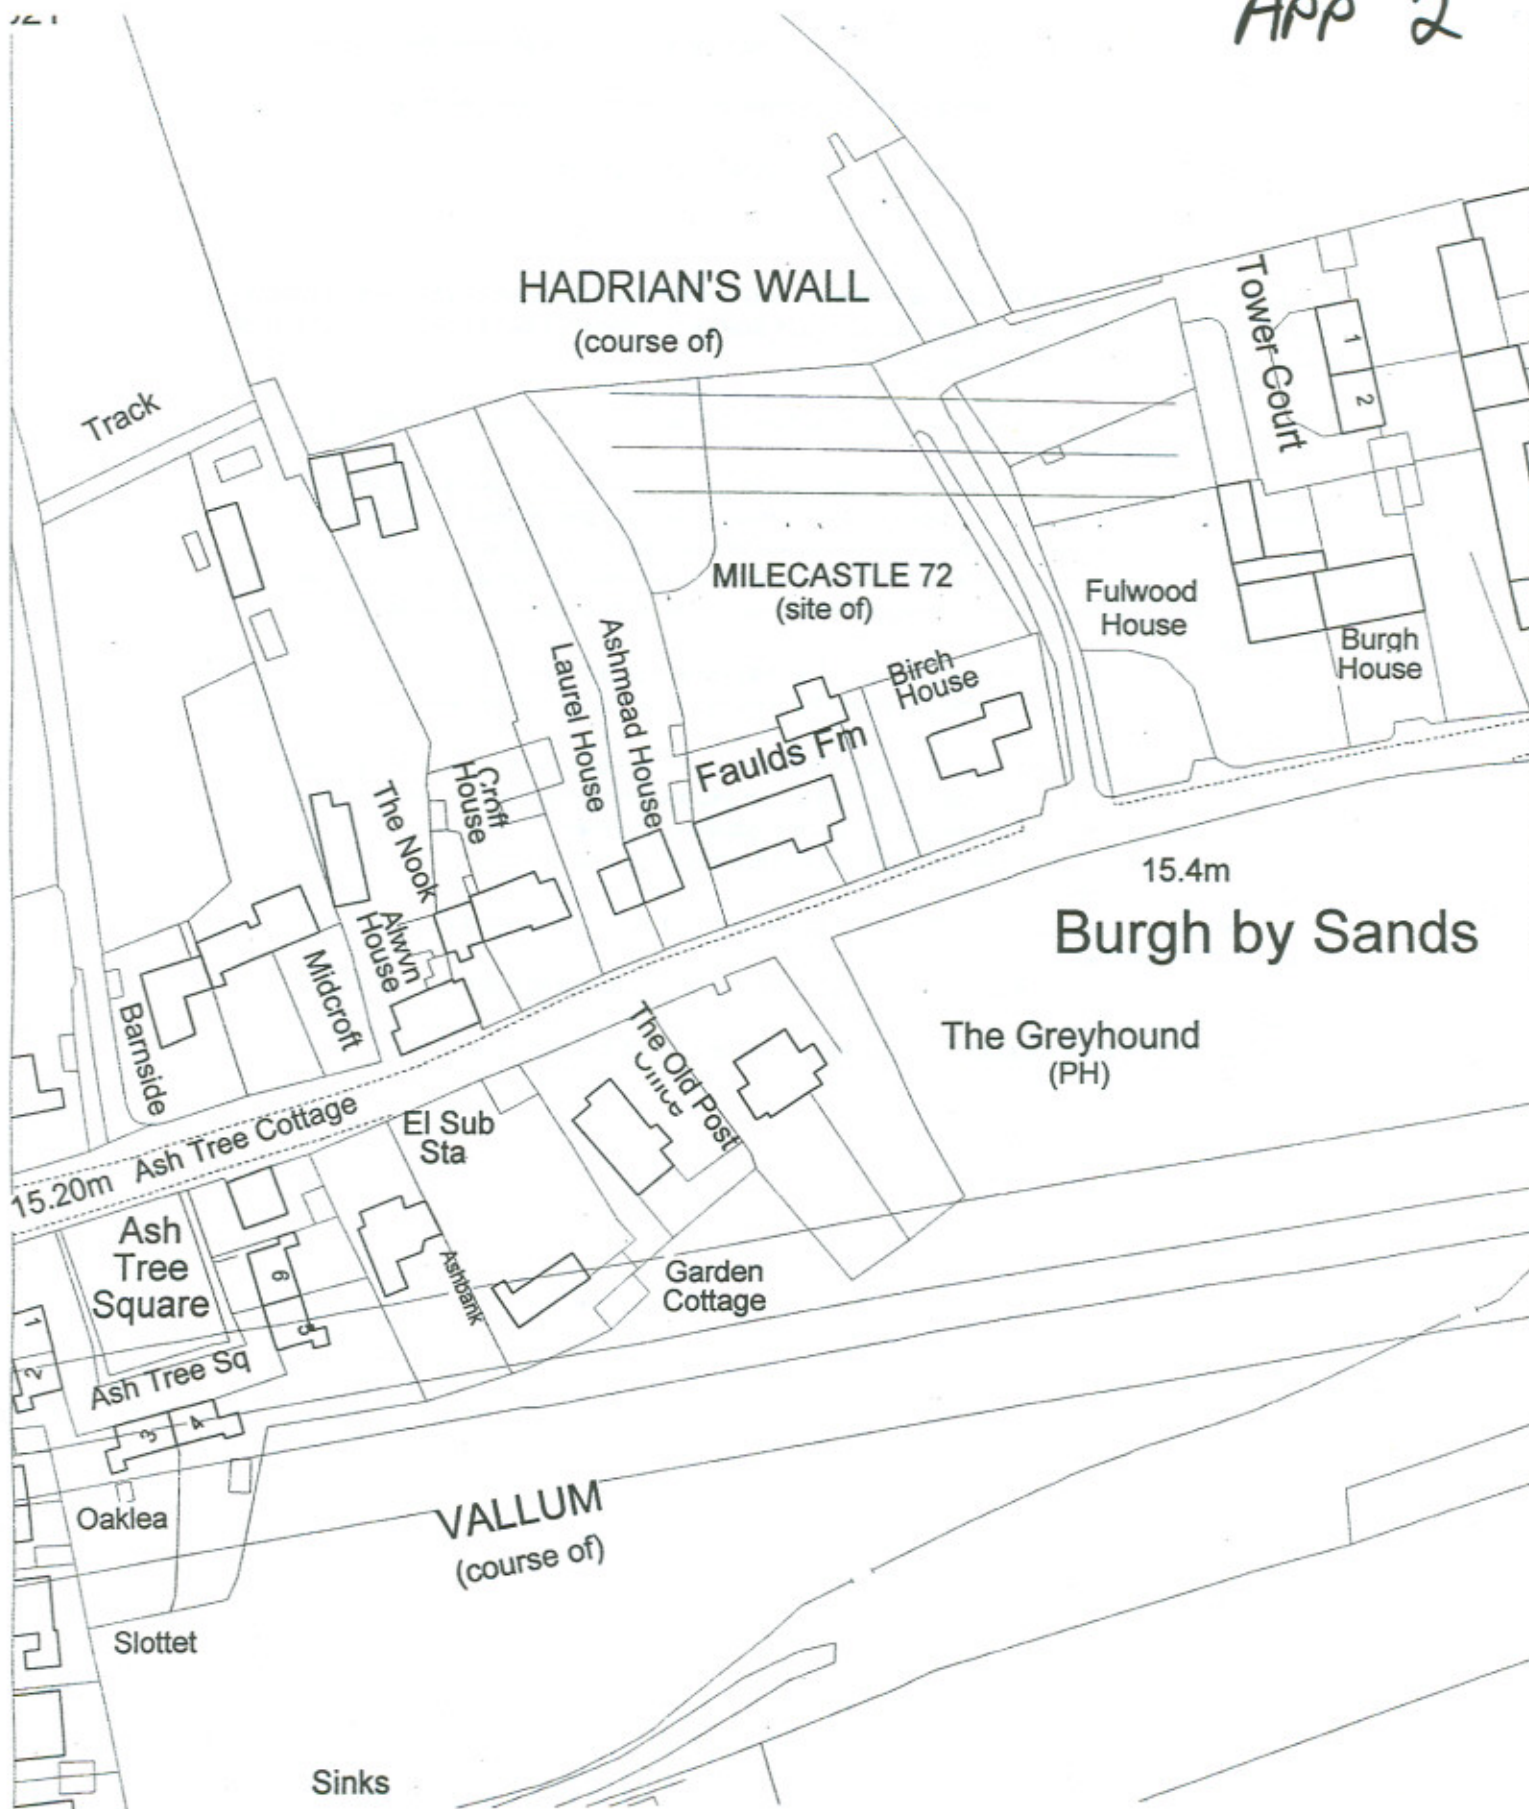 APP 2
HADRIAN'S WALL
(course of)
Tower Court
1
2
Track
MILECASTLE 72
(site of)
Fulwood
House
Burgh
House
Birch
House
Ashmead House
Laurel House
Faulds Fm
Croft
House
The Nook
Alwyn
House
Midcroft
Barnside
15.4m
Burgh by Sands
The Greyhound
(PH)
The Old Post
Office
El Sub
Sta
Ash Tree Cottage
15.20m
Ash
Tree
Square
6
5
Ashbank
Garden
Cottage
1
2
Ash Tree Sq
3
4
Oaklea
VALLUM
(course of)
Slottet
Sinks